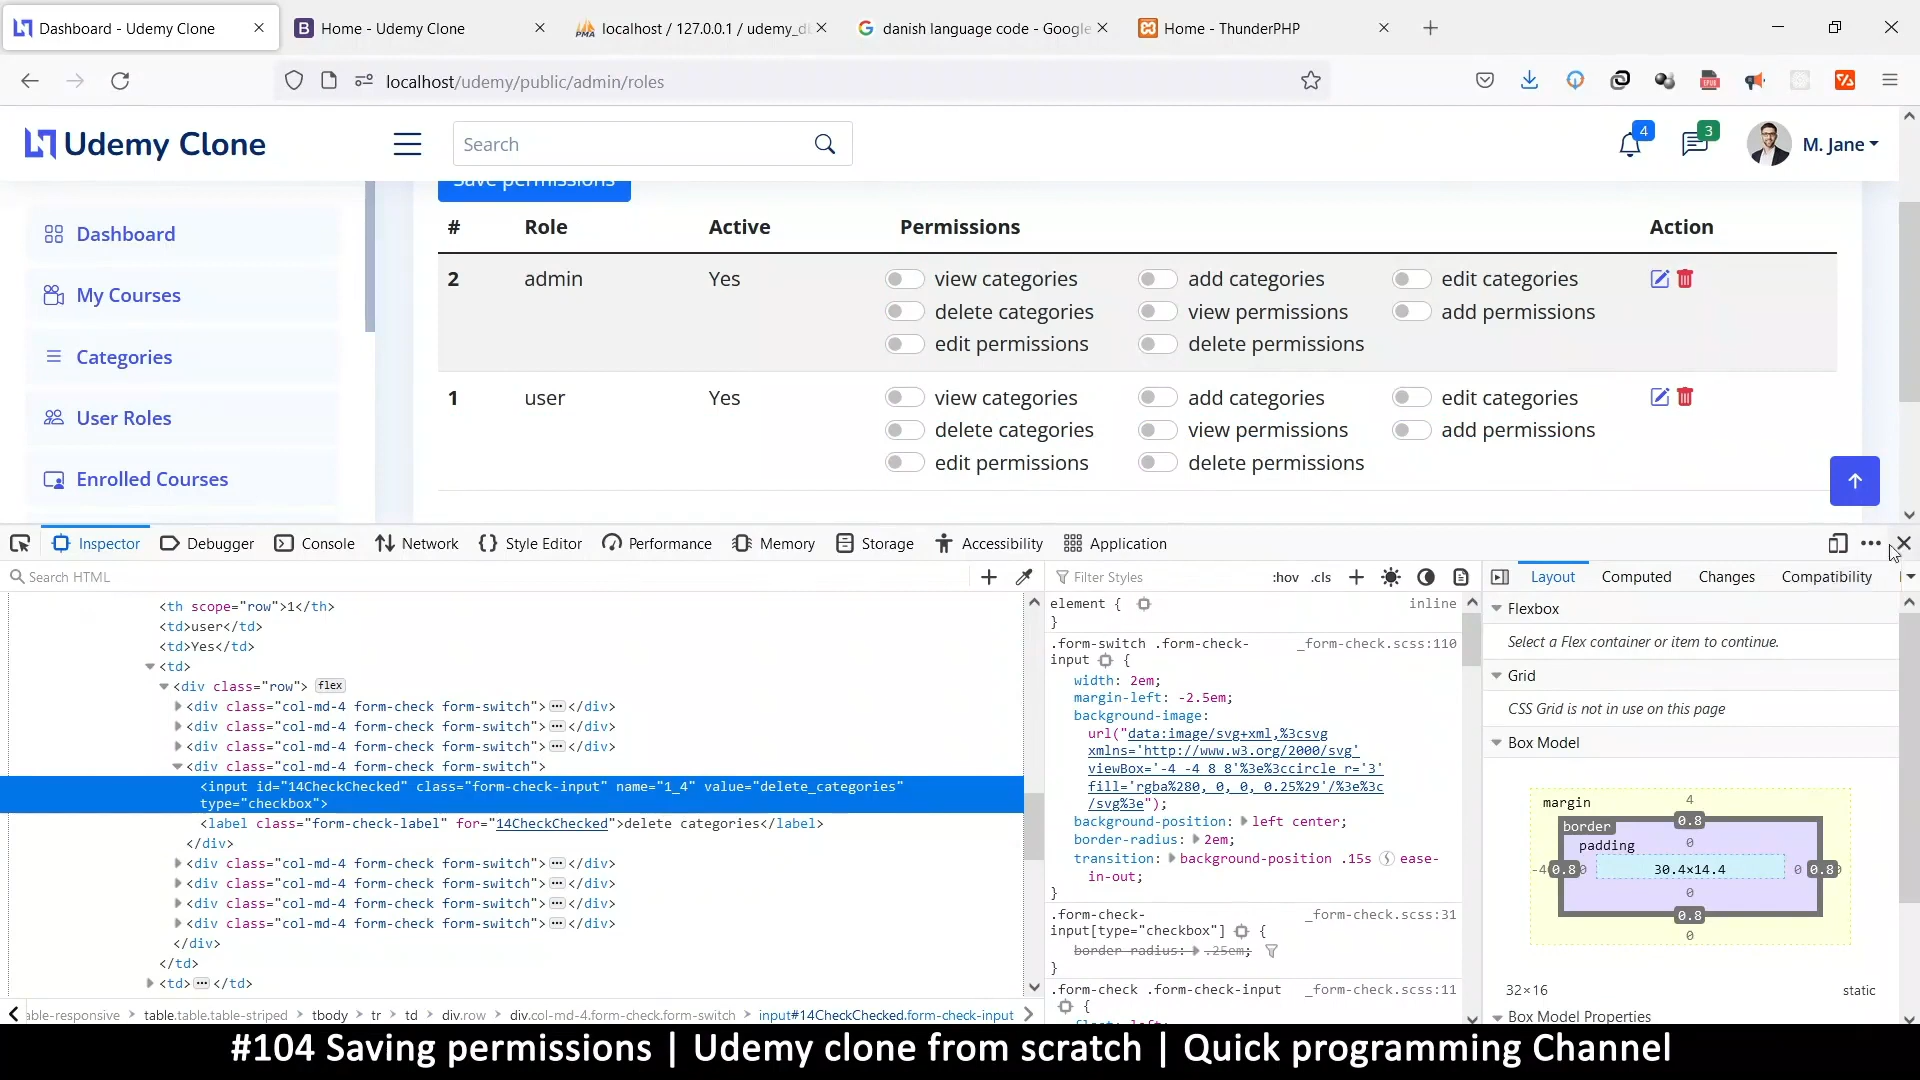 Dashboard - Udemy Clone
Home - Udemy Clone
localhost / 127.0.0.1 / udemy_d
danish language code - Google
Home - ThunderPHP
localhost/udemy/public/admin/roles
Udemy Clone
Search
4
3
M. Jane
Save permissions
# Role Active Permissions Action
Dashboard
My Courses
Categories
User Roles
Enrolled Courses
2 admin Yes view categories add categories edit categories
delete categories view permissions add permissions
edit permissions delete permissions
1 user Yes view categories add categories edit categories
delete categories view permissions add permissions
edit permissions delete permissions
Inspector Debugger Console Network Style Editor Performance Memory Storage Accessibility Application
Search HTML
<th scope="row">1</th>
<td>user</td>
<td>Yes</td>
<td>
<div class="row"> flex
<div class="col-md-4 form-check form-switch"> </div>
<div class="col-md-4 form-check form-switch"> </div>
<div class="col-md-4 form-check form-switch"> </div>
<div class="col-md-4 form-check form-switch">
<input id="14CheckChecked" class="form-check-input" name="1_4" value="delete_categories"
type="checkbox">
<label class="form-check-label" for="14CheckChecked">delete categories</label>
</div>
<div class="col-md-4 form-check form-switch"> </div>
<div class="col-md-4 form-check form-switch"> </div>
<div class="col-md-4 form-check form-switch"> </div>
<div class="col-md-4 form-check form-switch"> </div>
</div>
</td>
<td> </td>
able-responsive > table.table.table-striped > tbody > tr > td > div.row > div.col-md-4.form-check.form-switch > input#14CheckChecked.form-check-input
Filter Styles :hov .cls
element { inline
}
.form-switch .form-check- _form-check.scss:110
input {
width: 2em;
margin-left: -2.5em;
background-image:
url("data:image/svg+xml,%3csvg
xmlns='http://www.w3.org/2000/svg'
viewBox='-4 -4 8 8'%3e%3ccircle r='3'
fill='rgba%280, 0, 0, 0.25%29'/%3e%3c
/svg%3e");
background-position: left center;
border-radius: 2em;
transition: background-position .15s ease-
in-out;
}
.form-check- _form-check.scss:31
input[type="checkbox"] {
border-radius: .25em;
}
.form-check .form-check-input _form-check.scss:11
{
Layout Computed Changes Compatibility
Flexbox
Select a Flex container or item to continue.
Grid
CSS Grid is not in use on this page
Box Model
margin 4
border 0.8
padding 0
0.8 30.4×14.4 0 0.8
0
0.8
0
32×16 static
Box Model Properties
#104 Saving permissions | Udemy clone from scratch | Quick programming Channel